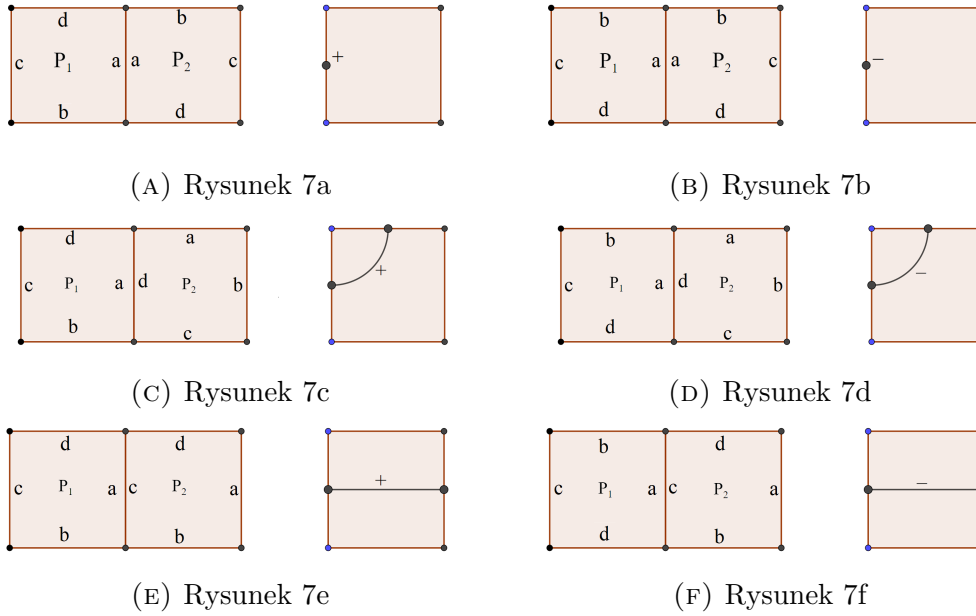 d b b b
c P₁ a a P₂ c + c P₁ a a P₂ c −
b d d d
(A) Rysunek 7a (B) Rysunek 7b
d a b a
c P₁ a d P₂ b + c P₁ a d P₂ b −
b c d c
(C) Rysunek 7c (D) Rysunek 7d
d d b d
c P₁ a c P₂ a + c P₁ a c P₂ a −
b b d b
(E) Rysunek 7e (F) Rysunek 7f